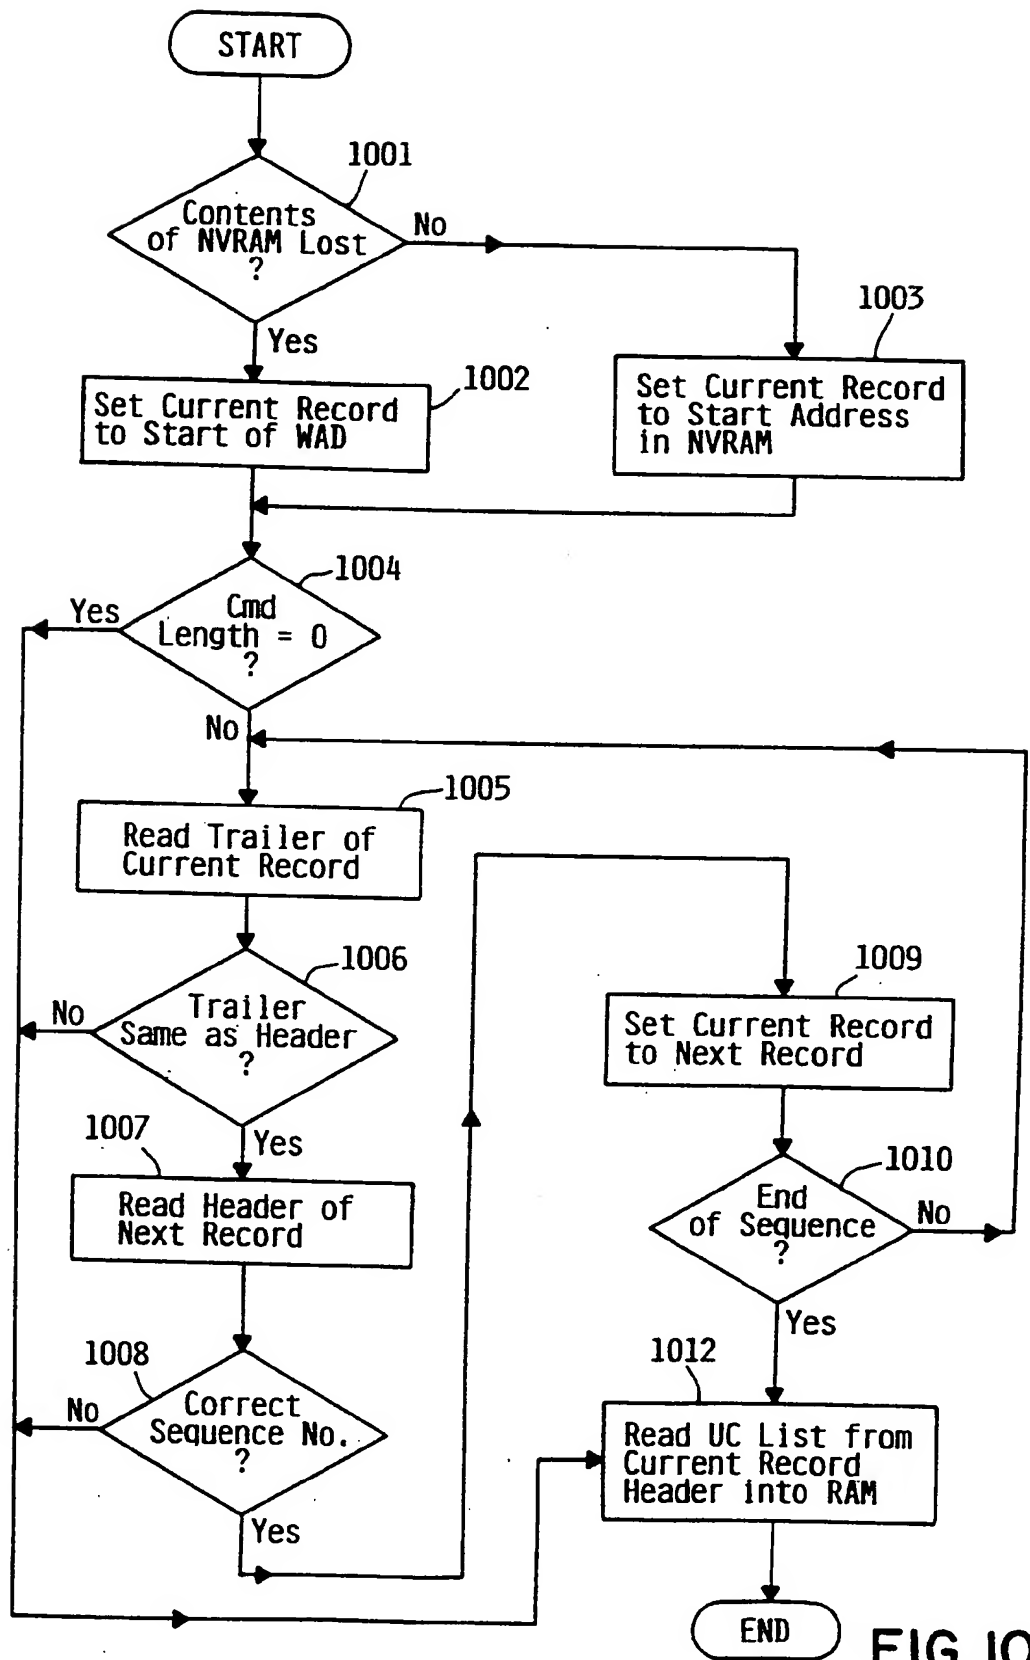 START
1001
Contents
of NVRAM Lost
?
No
Yes
1002
Set Current Record
to Start of WAD
1003
Set Current Record
to Start Address
in NVRAM
1004
Cmd
Length = 0
?
Yes
No
1005
Read Trailer of
Current Record
1006
Trailer
Same as Header
?
No
Yes
1007
Read Header of
Next Record
1008
Correct
Sequence No.
?
No
Yes
1009
Set Current Record
to Next Record
1010
End
of Sequence
?
No
Yes
1012
Read UC List from
Current Record
Header into RAM
END
FIG. 10